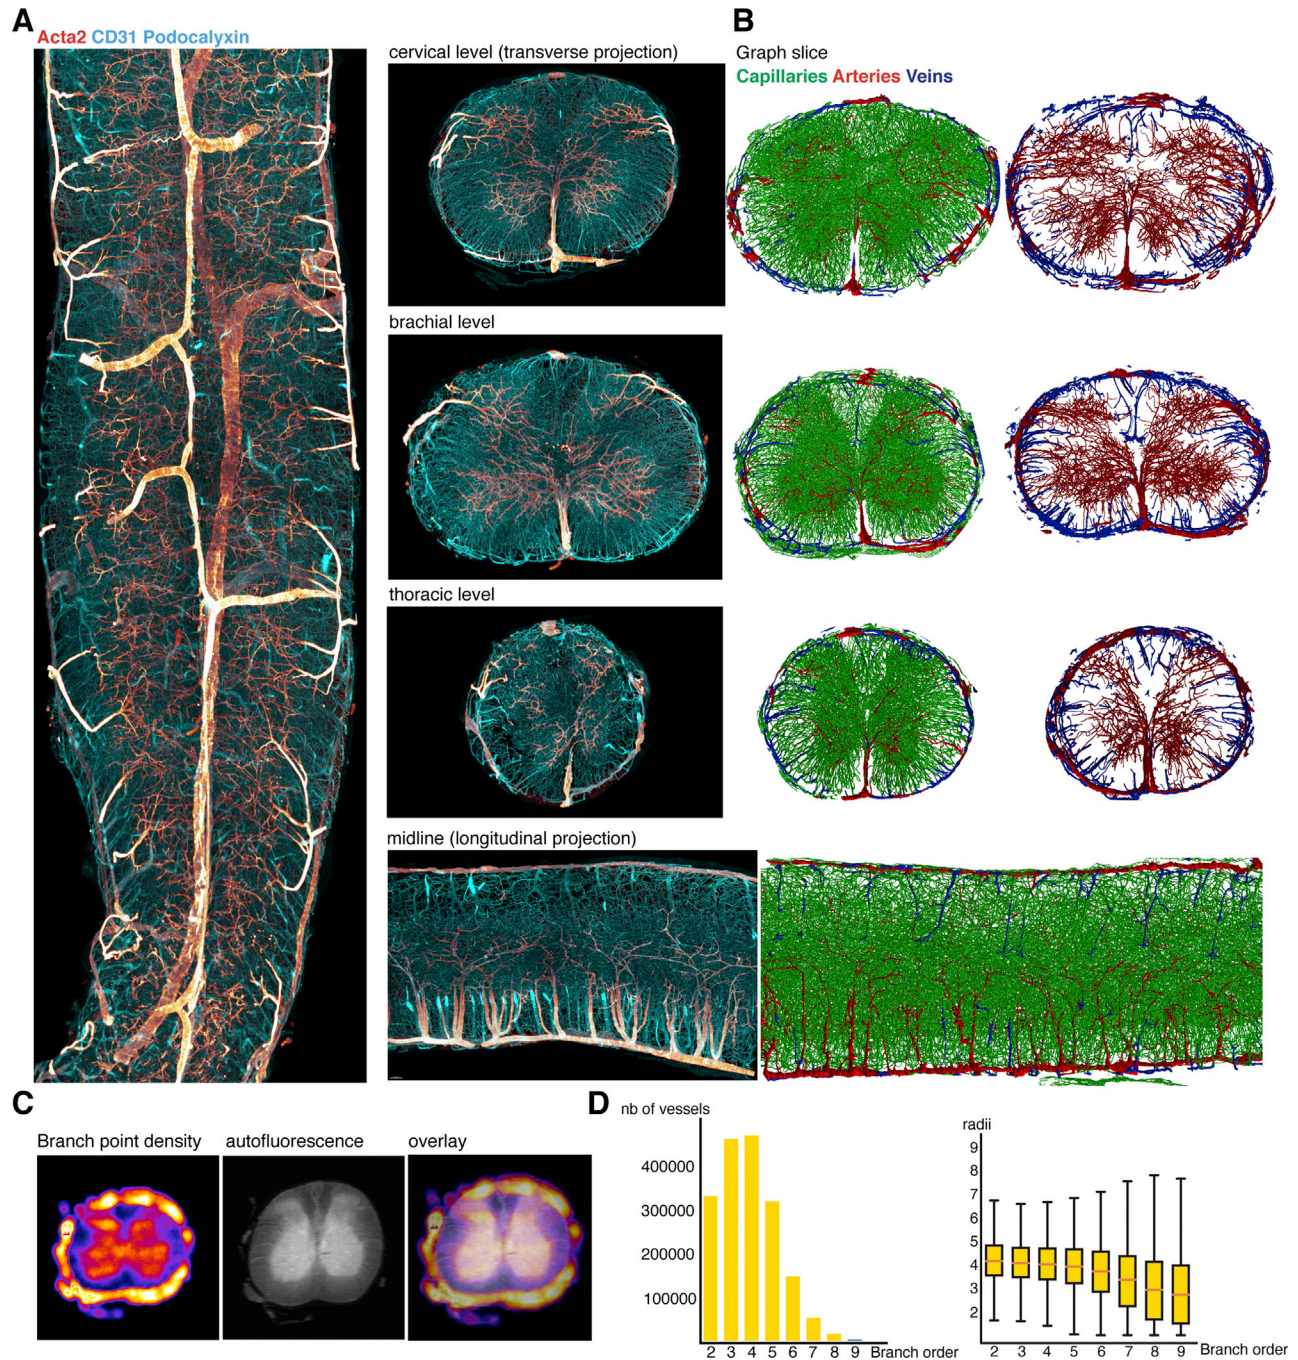 A
Acta2 CD31 Podocalyxin
cervical level (transverse projection)
brachial level
thoracic level
midline (longitudinal projection)
B
Graph slice
Capillaries Arteries Veins
C
Branch point density
autofluorescence
overlay
D
nb of vessels
400000
300000
200000
100000
2 3 4 5 6 7 8 9 Branch order
radii
9
8
7
6
5
4
3
2
2 3 4 5 6 7 8 9 Branch order